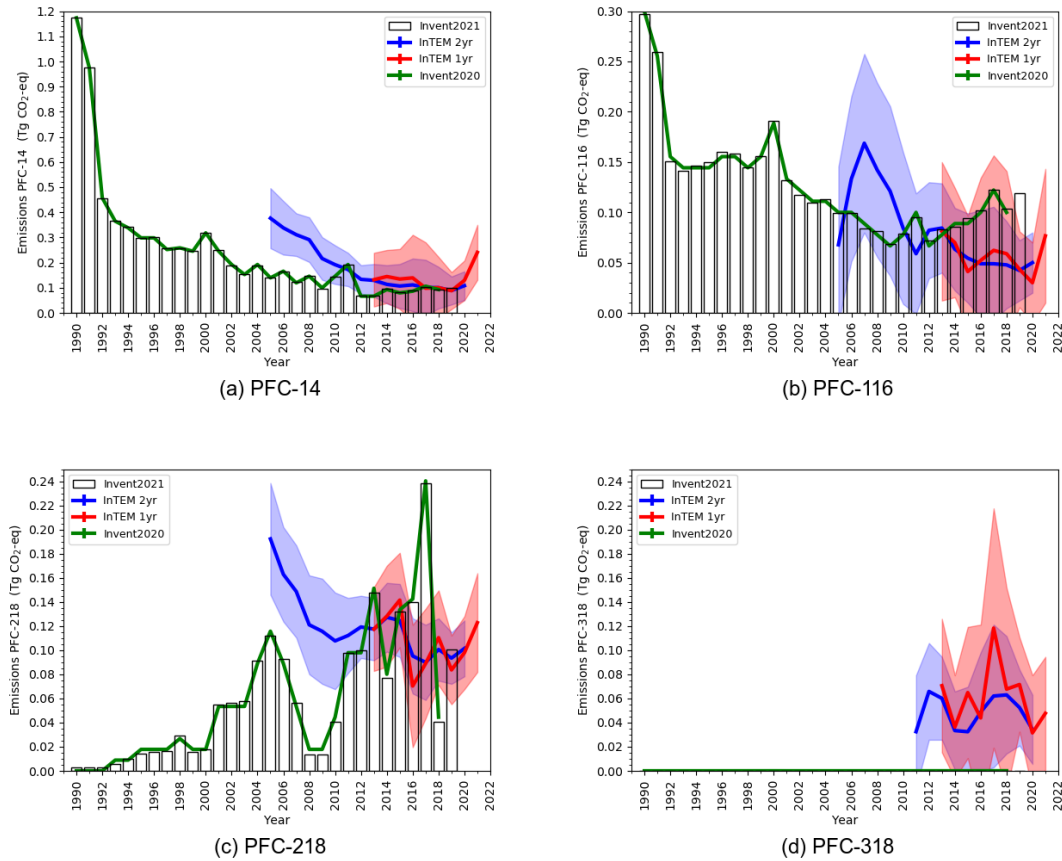 Emissions PFC-14 (Tg CO₂-eq)
1.2
1.1
1.0
0.9
0.8
0.7
0.6
0.5
0.4
0.3
0.2
0.1
0.0
Invent2021
InTEM 2yr
InTEM 1yr
Invent2020
1990 1992 1994 1996 1998 2000 2002 2004 2006 2008 2010 2012 2014 2016 2018 2020 2022
Year
(a) PFC-14
Emissions PFC-116 (Tg CO₂-eq)
0.30
0.25
0.20
0.15
0.10
0.05
0.00
Invent2021
InTEM 2yr
InTEM 1yr
Invent2020
1990 1992 1994 1996 1998 2000 2002 2004 2006 2008 2010 2012 2014 2016 2018 2020 2022
Year
(b) PFC-116
Emissions PFC-218 (Tg CO₂-eq)
0.24
0.22
0.20
0.18
0.16
0.14
0.12
0.10
0.08
0.06
0.04
0.02
0.00
Invent2021
InTEM 2yr
InTEM 1yr
Invent2020
1990 1992 1994 1996 1998 2000 2002 2004 2006 2008 2010 2012 2014 2016 2018 2020 2022
Year
(c) PFC-218
Emissions PFC-318 (Tg CO₂-eq)
0.24
0.22
0.20
0.18
0.16
0.14
0.12
0.10
0.08
0.06
0.04
0.02
0.00
Invent2021
InTEM 2yr
InTEM 1yr
Invent2020
1990 1992 1994 1996 1998 2000 2002 2004 2006 2008 2010 2012 2014 2016 2018 2020 2022
Year
(d) PFC-318